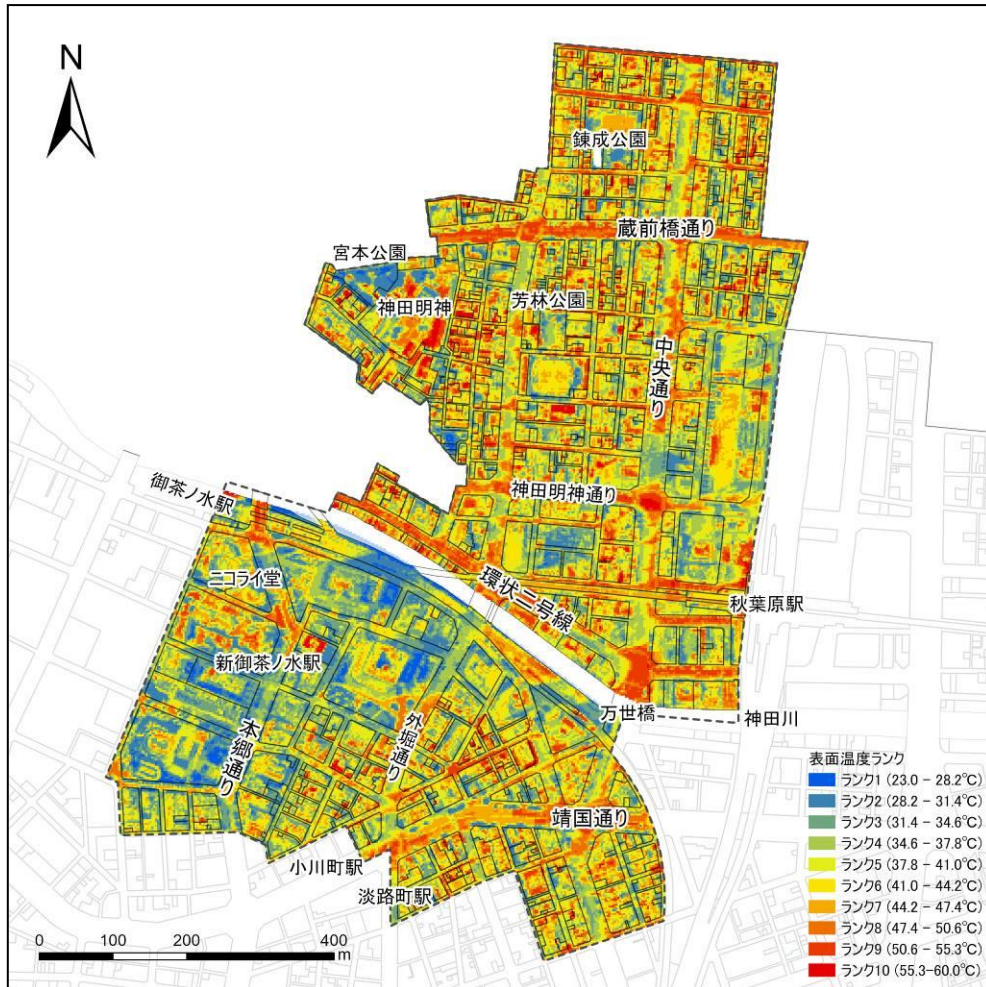 N
錬成公園
蔵前橋通り
宮本公園
神田明神
芳林公園
中央通り
御茶ノ水駅
神田明神通り
ニコライ堂
環状二号線
秋葉原駅
新御茶ノ水駅
万世橋
神田川
本郷通り
外堀通り
靖国通り
小川町駅
淡路町駅
表面温度ランク
ランク1 (23.0 - 28.2℃)
ランク2 (28.2 - 31.4℃)
ランク3 (31.4 - 34.6℃)
ランク4 (34.6 - 37.8℃)
ランク5 (37.8 - 41.0℃)
ランク6 (41.0 - 44.2℃)
ランク7 (44.2 - 47.4℃)
ランク8 (47.4 - 50.6℃)
ランク9 (50.6 - 55.3℃)
ランク10 (55.3-60.0℃)
0 100 200 400
m